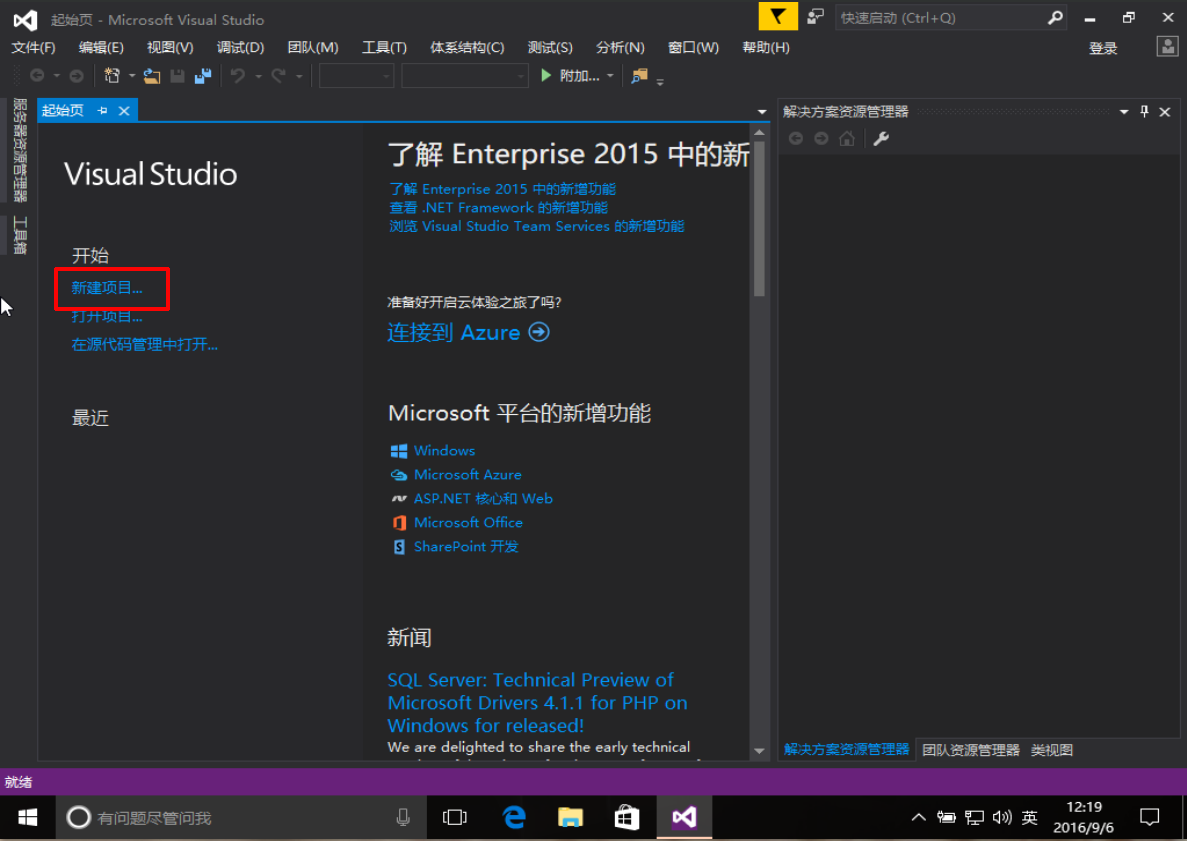 起始页 - Microsoft Visual Studio
快速启动 (Ctrl+Q)
文件(F) 编辑(E) 视图(V) 调试(D) 团队(M) 工具(T) 体系结构(C) 测试(S) 分析(N) 窗口(W) 帮助(H) 登录
附加...
服务器资源管理器
工具箱
起始页
Visual Studio
开始
新建项目...
打开项目...
在源代码管理中打开...
最近
了解 Enterprise 2015 中的新
了解 Enterprise 2015 中的新增功能
查看 .NET Framework 的新增功能
浏览 Visual Studio Team Services 的新增功能
准备好开启云体验之旅了吗?
连接到 Azure
Microsoft 平台的新增功能
Windows
Microsoft Azure
ASP.NET 核心和 Web
Microsoft Office
SharePoint 开发
新闻
SQL Server: Technical Preview of
Microsoft Drivers 4.1.1 for PHP on
Windows for released!
We are delighted to share the early technical
解决方案资源管理器
解决方案资源管理器 团队资源管理器 类视图
就绪
有问题尽管问我
英
12:19
2016/9/6